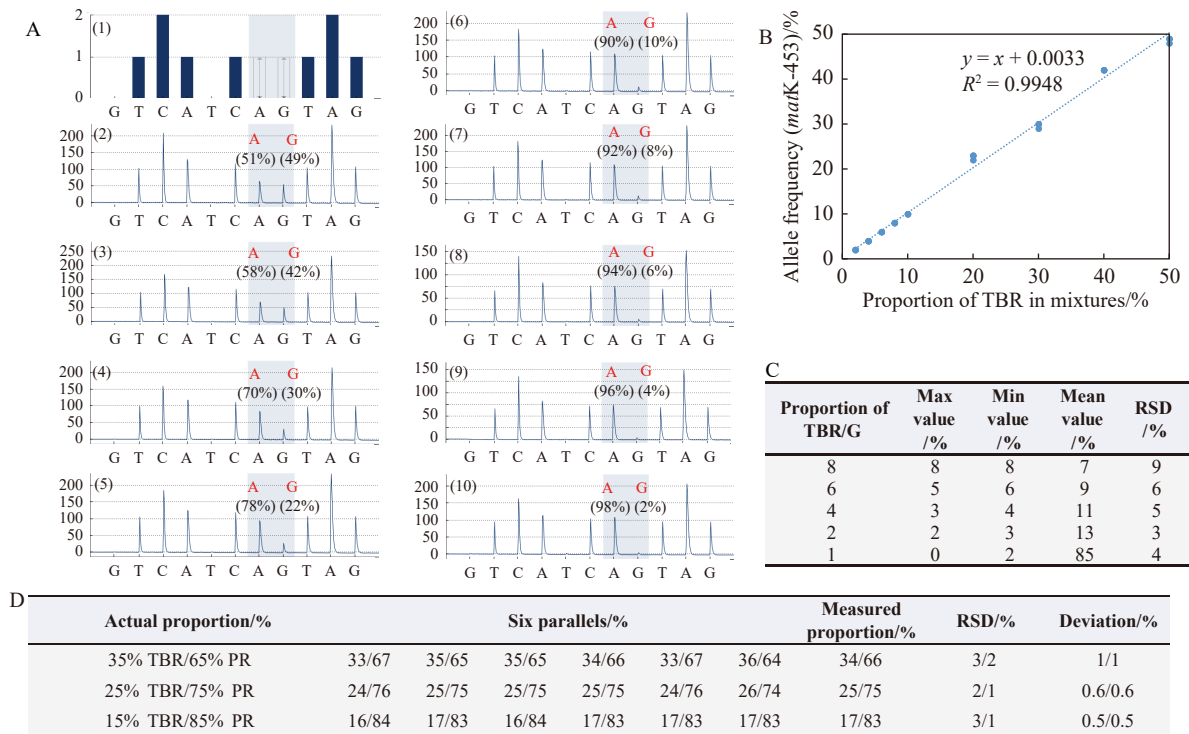 A
(1)
2
1
0
G T C A T C A G T A G
(2)
200
150
100
50
0
A G
(51%) (49%)
G T C A T C A G T A G
(3)
250
200
150
100
50
0
A G
(58%) (42%)
G T C A T C A G T A G
(4)
200
150
100
50
0
A G
(70%) (30%)
G T C A T C A G T A G
(5)
200
150
100
50
0
A G
(78%) (22%)
G T C A T C A G T A G
(6)
200
150
100
50
0
A G
(90%) (10%)
G T C A T C A G T A G
(7)
200
150
100
50
0
A G
(92%) (8%)
G T C A T C A G T A G
(8)
150
100
50
0
A G
(94%) (6%)
G T C A T C A G T A G
(9)
150
100
50
0
A G
(96%) (4%)
G T C A T C A G T A G
(10)
200
150
100
50
0
A G
(98%) (2%)
G T C A T C A G T A G
B
Allele frequency (matK-453)/%
50
40
30
20
10
0
y = x + 0.0033
R² = 0.9948
0 10 20 30 40 50
Proportion of TBR in mixtures/%
C
Proportion of TBR/G Max value /% Min value /% Mean value /% RSD /%
8 8 8 7 9
6 5 6 9 6
4 3 4 11 5
2 2 3 13 3
1 0 2 85 4
D
Actual proportion/% Six parallels/% Measured proportion/% RSD/% Deviation/%
35% TBR/65% PR 33/67 35/65 35/65 34/66 33/67 36/64 34/66 3/2 1/1
25% TBR/75% PR 24/76 25/75 25/75 25/75 24/76 26/74 25/75 2/1 0.6/0.6
15% TBR/85% PR 16/84 17/83 16/84 17/83 17/83 17/83 17/83 3/1 0.5/0.5